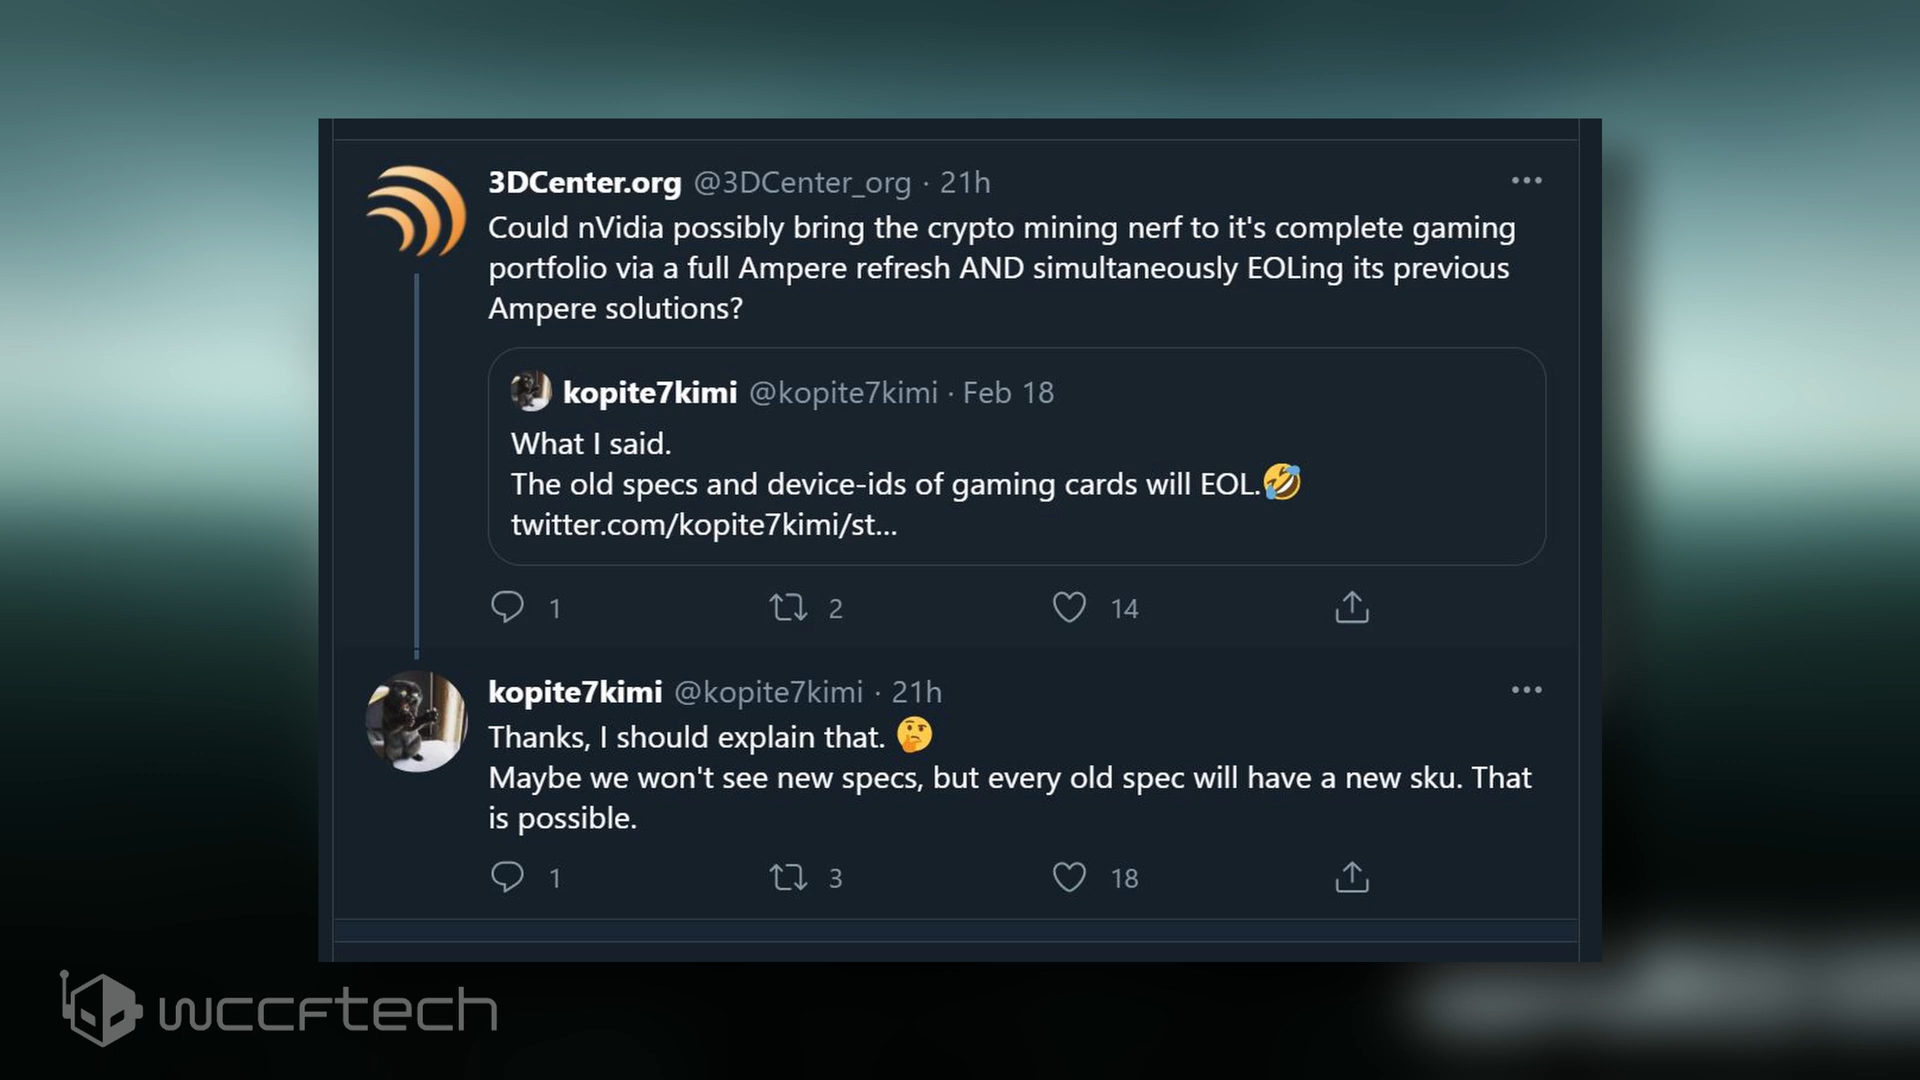 3DCenter.org @3DCenter_org · 21h
Could nVidia possibly bring the crypto mining nerf to it's complete gaming
portfolio via a full Ampere refresh AND simultaneously EOLing its previous
Ampere solutions?
kopite7kimi @kopite7kimi · Feb 18
What I said.
The old specs and device-ids of gaming cards will EOL.🤣
twitter.com/kopite7kimi/st...
1 2 14
kopite7kimi @kopite7kimi · 21h
Thanks, I should explain that. 🤔
Maybe we won't see new specs, but every old spec will have a new sku. That
is possible.
1 3 18
wccftech